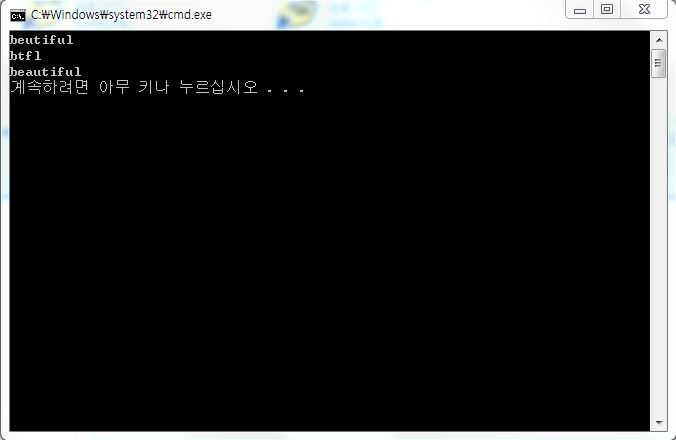 C:₩Windows₩system32₩cmd.exe
beutiful
btfl
beautiful
계속하려면 아무 키나 누르십시오 . . .